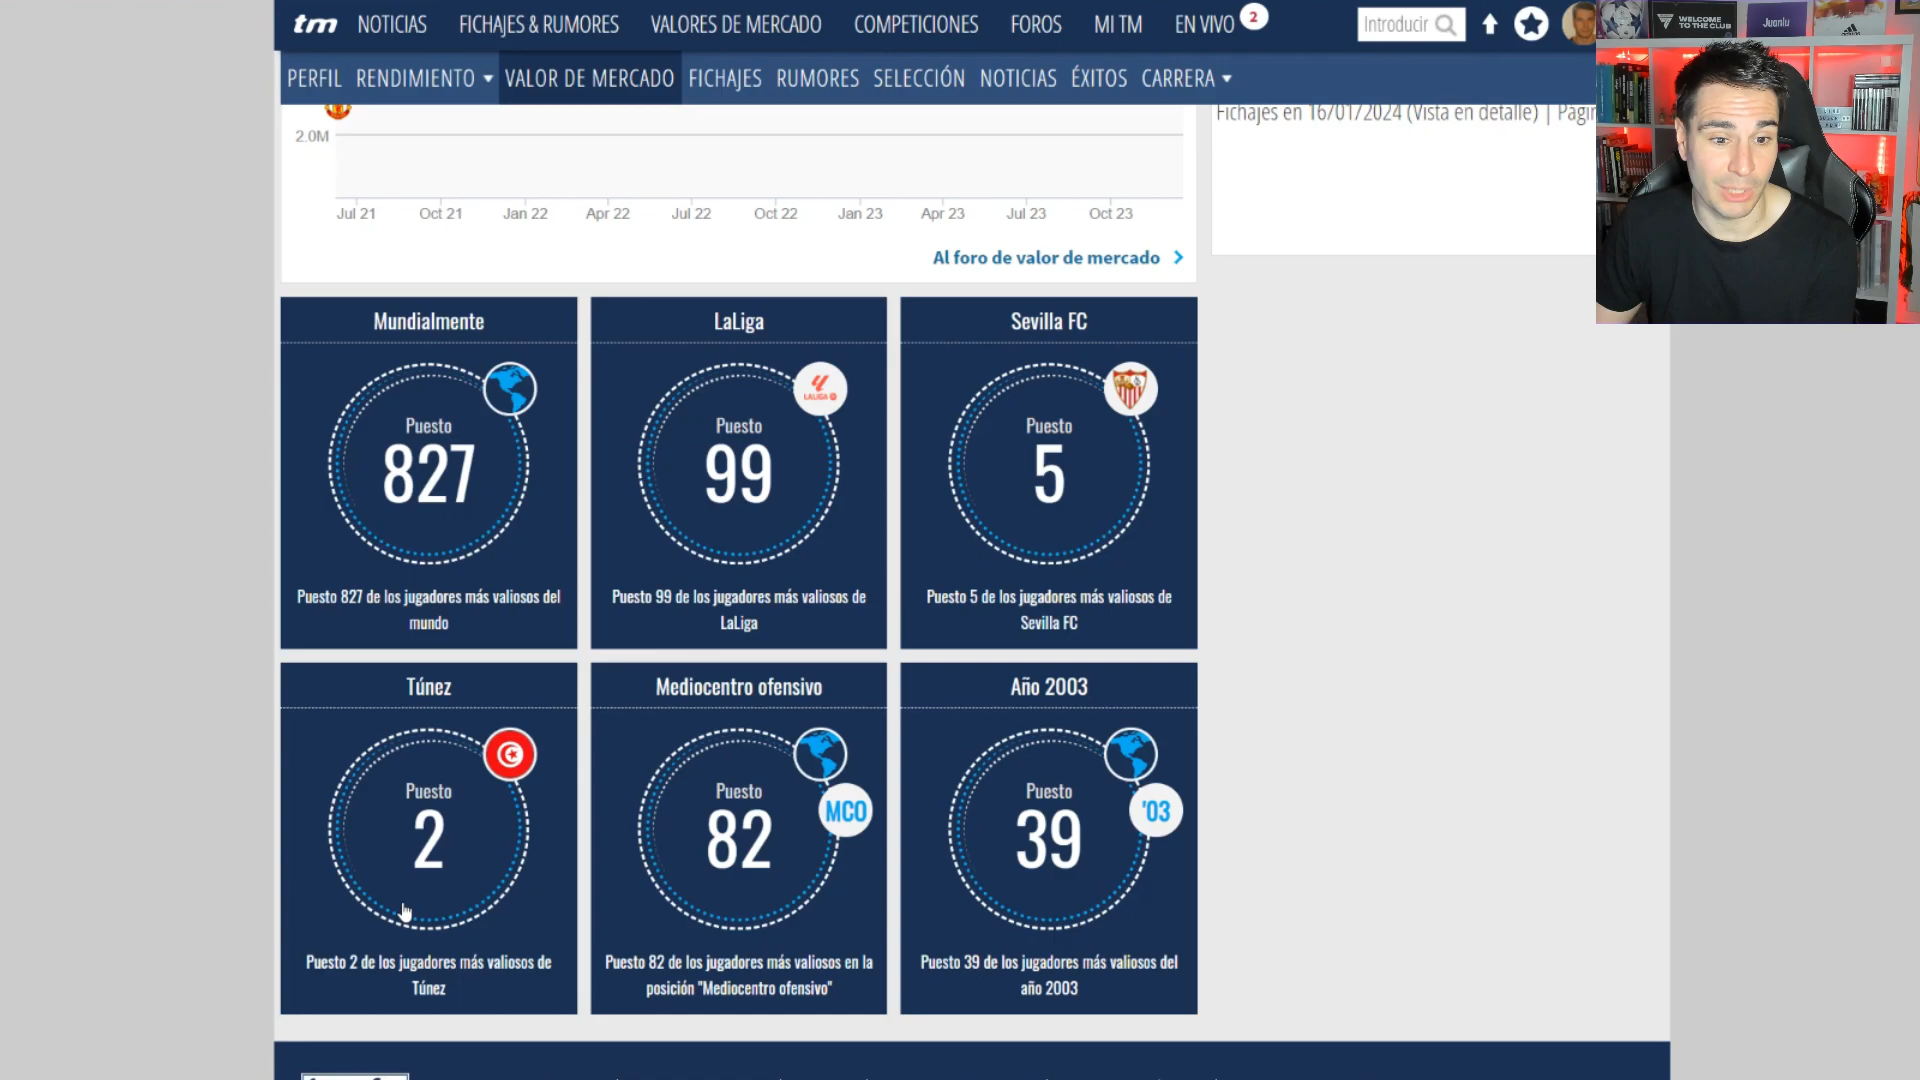 tm NOTICIAS FICHAJES & RUMORES VALORES DE MERCADO COMPETICIONES FOROS MI TM EN VIVO 2 Introducir
WELCOME TO THE CLUB
Juanlu
adidas
PERFIL RENDIMIENTO VALOR DE MERCADO FICHAJES RUMORES SELECCIÓN NOTICIAS ÉXITOS CARRERA
Fichajes en 16/01/2024 (Vista en detalle) |
2.0M
Jul 21 Oct 21 Jan 22 Apr 22 Jul 22 Oct 22 Jan 23 Apr 23 Jul 23 Oct 23
Al foro de valor de mercado
Mundialmente
Puesto
827
Puesto 827 de los jugadores más valiosos del
mundo
LaLiga
LALIGA
Puesto
99
Puesto 99 de los jugadores más valiosos de
LaLiga
Sevilla FC
Puesto
5
Puesto 5 de los jugadores más valiosos de
Sevilla FC
Túnez
Puesto
2
Puesto 2 de los jugadores más valiosos de
Túnez
Mediocentro ofensivo
Puesto
MCO
82
Puesto 82 de los jugadores más valiosos en la
posición "Mediocentro ofensivo"
Año 2003
Puesto
'03
39
Puesto 39 de los jugadores más valiosos del
año 2003